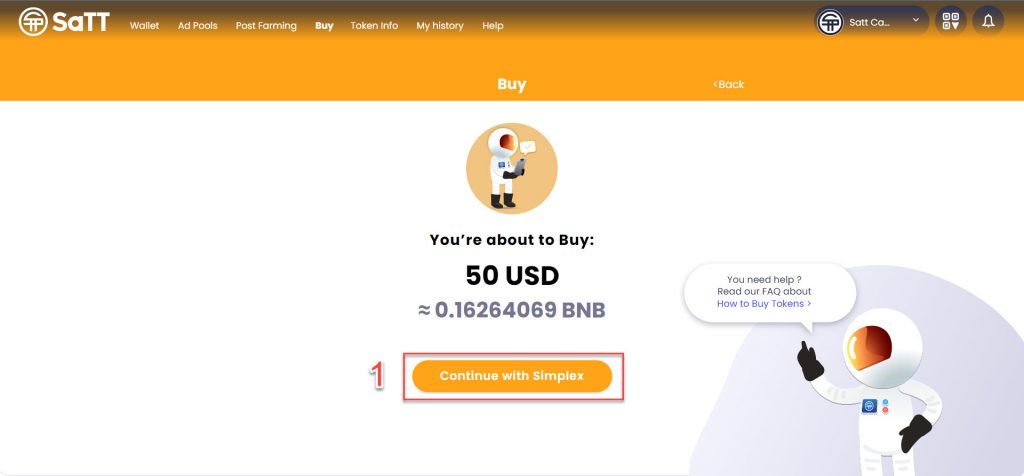 SaTT Wallet Ad Pools Post Farming Buy Token Info My history Help Satt Ca...
Buy <Back
You're about to Buy:
50 USD
≈ 0.16264069 BNB
You need help ?
Read our FAQ about
How to Buy Tokens >
1 Continue with Simplex